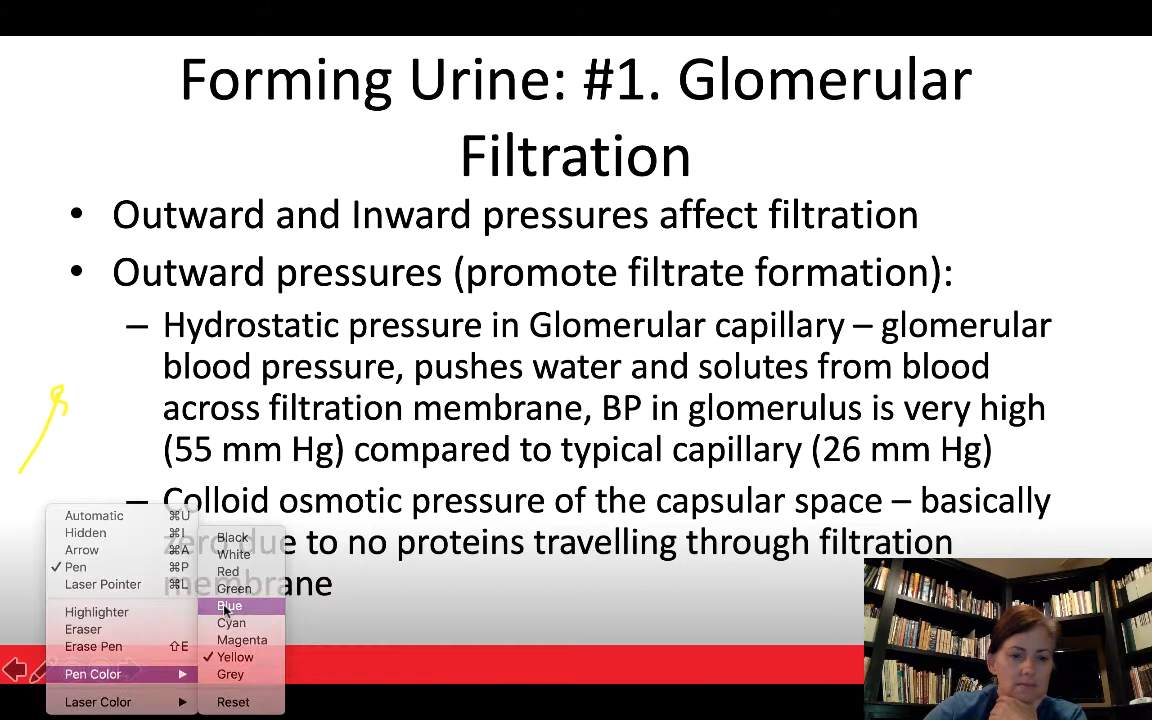 Forming Urine: #1. Glomerular
Filtration
• Outward and Inward pressures affect filtration
• Outward pressures (promote filtrate formation):
– Hydrostatic pressure in Glomerular capillary – glomerular
blood pressure, pushes water and solutes from blood
across filtration membrane, BP in glomerulus is very high
(55 mm Hg) compared to typical capillary (26 mm Hg)
– Colloid osmotic pressure of the capsular space – basically
zero due to no proteins travelling through filtration
membrane
Automatic ⌘U
Hidden ⌘I
Arrow ⌘A
✓ Pen ⌘P
Laser Pointer ⌘L
Highlighter
Eraser
Erase Pen ⇧E
Pen Color ▶
Laser Color ▶
Black
White
Red
Green
Blue
Cyan
Magenta
✓ Yellow
Grey
Reset